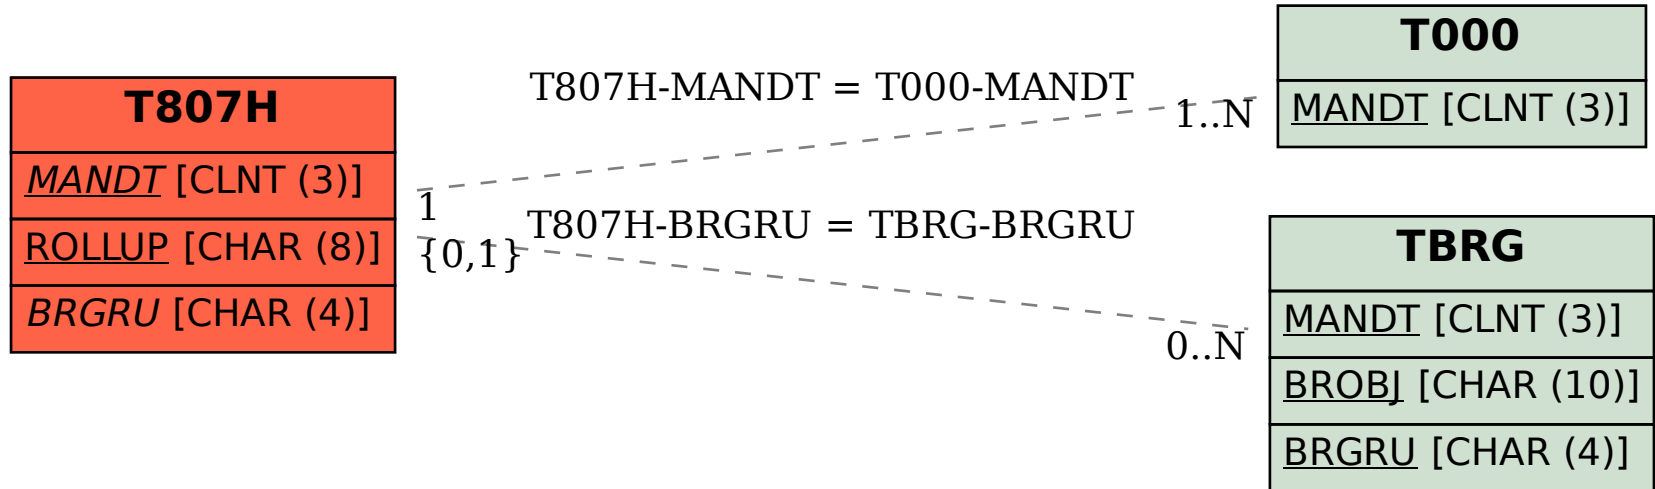 T807H
MANDT [CLNT (3)]
ROLLUP [CHAR (8)]
BRGRU [CHAR (4)]
T807H-MANDT = T000-MANDT
1..N
1
T807H-BRGRU = TBRG-BRGRU
{0,1}
0..N
T000
MANDT [CLNT (3)]
TBRG
MANDT [CLNT (3)]
BROBJ [CHAR (10)]
BRGRU [CHAR (4)]